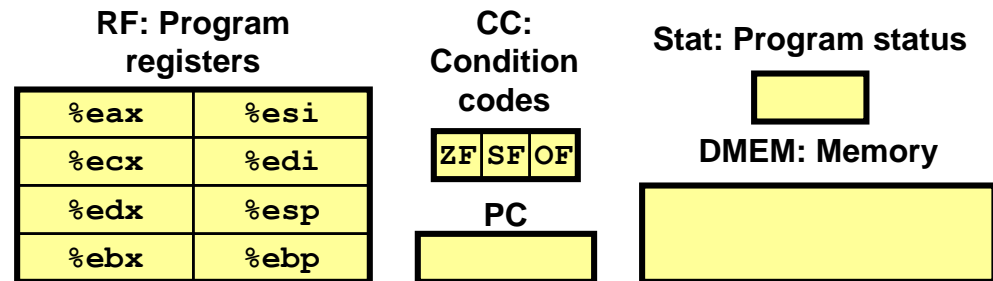 RF: Program
registers
%eax %esi
%ecx %edi
%edx %esp
%ebx %ebp
CC:
Condition
codes
ZF SF OF
PC
Stat: Program status
DMEM: Memory